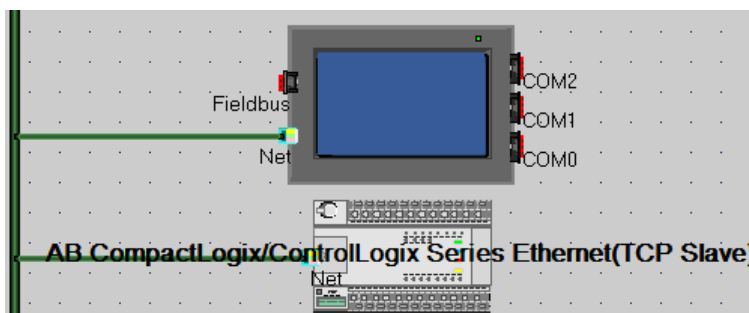 COM2
Fieldbus
COM1
Net
COM0
AB CompactLogix/ControlLogix Series Ethernet(TCP Slave)
Net